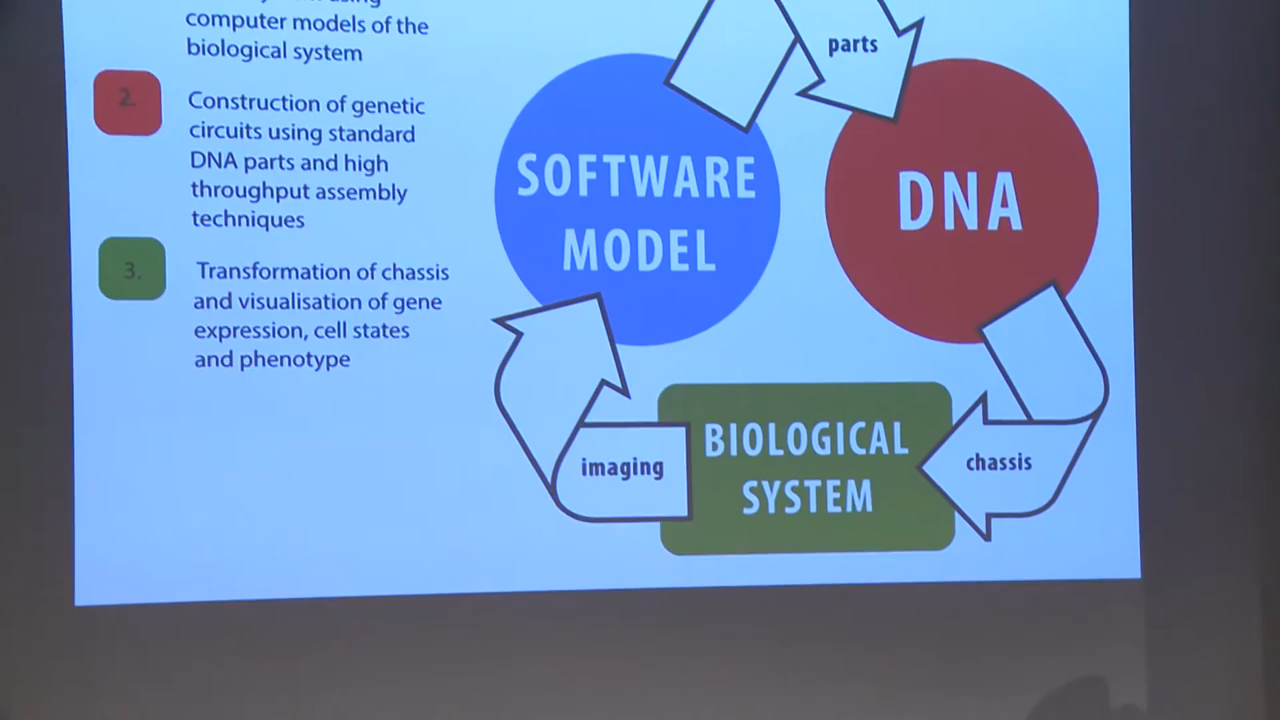 computer models of the
biological system
2.
Construction of genetic
circuits using standard
DNA parts and high
throughput assembly
techniques
3.
Transformation of chassis
and visualisation of gene
expression, cell states
and phenotype
parts
SOFTWARE
MODEL
DNA
BIOLOGICAL
SYSTEM
imaging
chassis